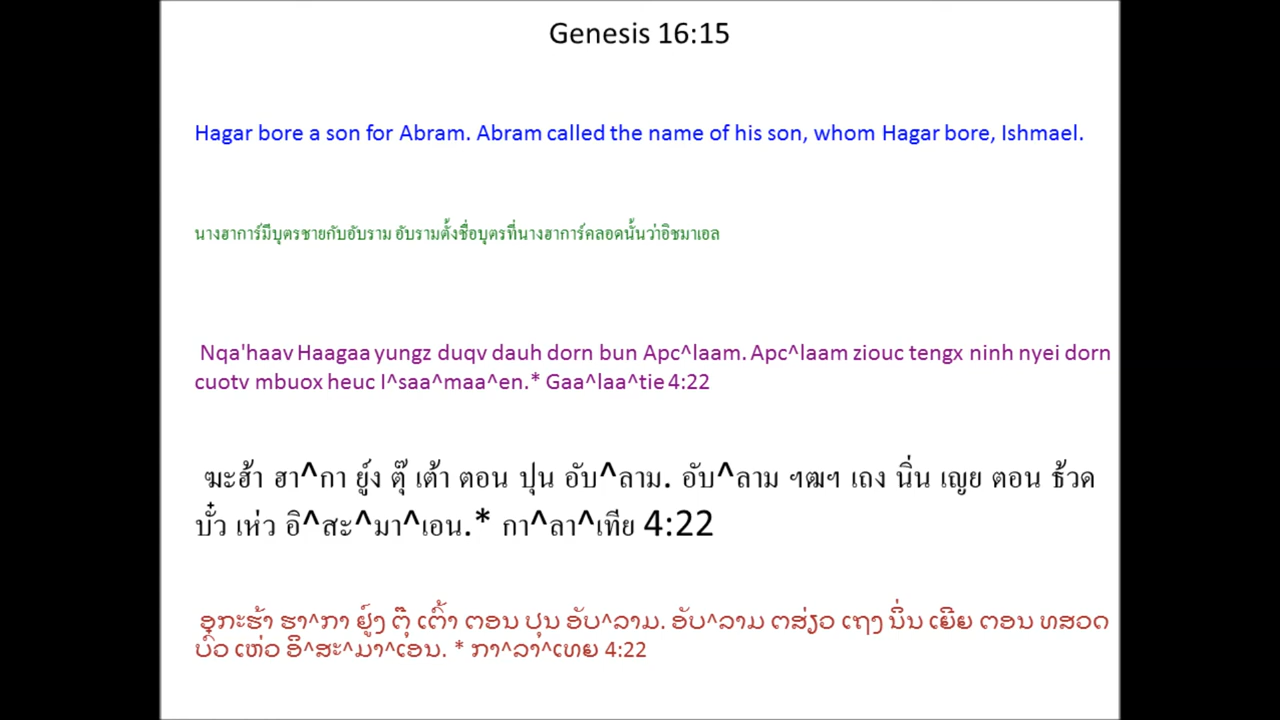 Genesis 16:15
Hagar bore a son for Abram. Abram called the name of his son, whom Hagar bore, Ishmael.
นางฮาการ์มีบุตรชายกับอับราม อับรามตั้งชื่อบุตรที่นางฮาการ์คลอดนั้นว่าอิชมาเอล
Nqa'haav Haagaa yungz duqv dauh dorn bun Apc^laam. Apc^laam ziouc tengx ninh nyei dorn
cuotv mbuox heuc I^saa^maa^en.* Gaa^laa^tie 4:22
ฆะฮ้า ฮา^กา ยู์ง ตุ๊ เต้า ตอน ปุน อับ^ลาม. อับ^ลาม ฯฒฯ เถง นิ่น เญย ตอน ธ้วด
บั๋ว เห่ว อิ^สะ^มา^เอน.* กา^ลา^เทีย 4:22
ອຸກະຮ້າ ຮາ^ກາ ຢູ໌ງ ຕຸ໊ ເຕົ້າ ຕອນ ປຸນ ອັບ^ລາມ. ອັບ^ລາມ ຕສ່ຽວ ເຖງ ນິ່ນ ເຍີຍ ຕອນ ທສວດ
ບົ໋ວ ເຫ່ວ ອິ^ສະ^ມາ^ເອນ. * ກາ^ລາ^ເທຍ 4:22